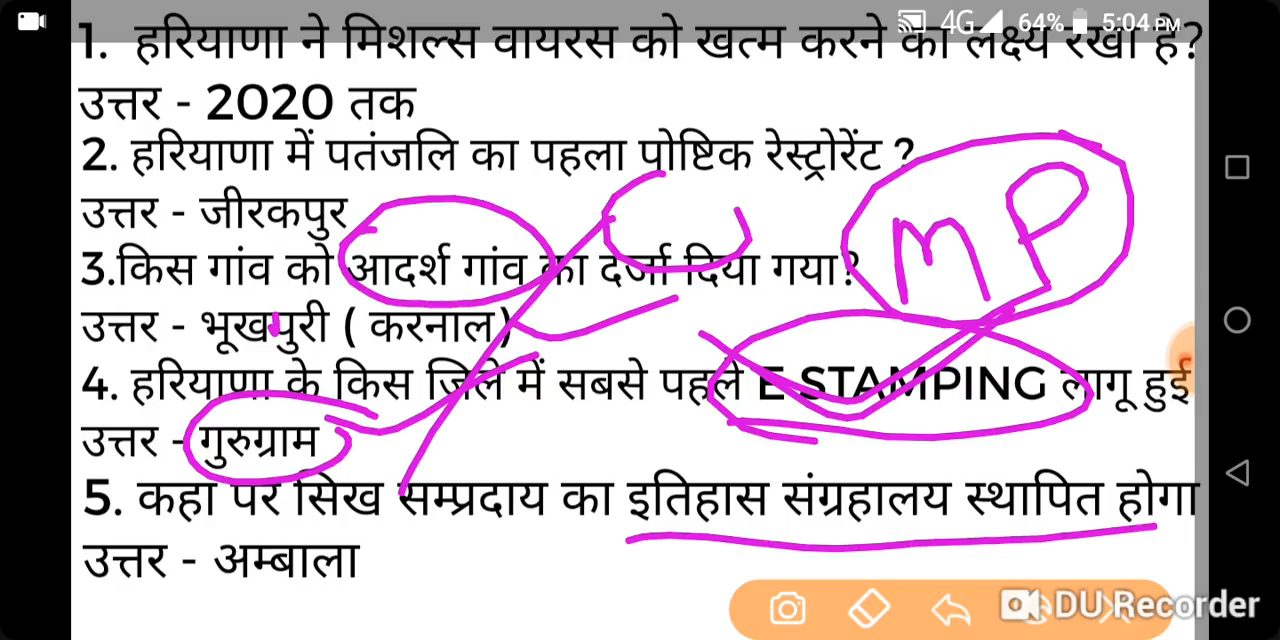 4G 64% 5:04 PM
1. हरियाणा ने मिशल्स वायरस को खत्म करने का लक्ष्य रखा है?
उत्तर - 2020 तक
2. हरियाणा में पतंजलि का पहला पोष्टिक रेस्ट्रोरेंट ?
उत्तर - जीरकपुर
MP
3.किस गांव को आदर्श गांव का दर्जा दिया गया?
उत्तर - भूखपुरी ( करनाल)
4. हरियाणा के किस जिले में सबसे पहले E STAMPING लागू हुई
उत्तर - गुरुग्राम
5. कहा पर सिख सम्प्रदाय का इतिहास संग्रहालय स्थापित होगा
उत्तर - अम्बाला
DU Recorder